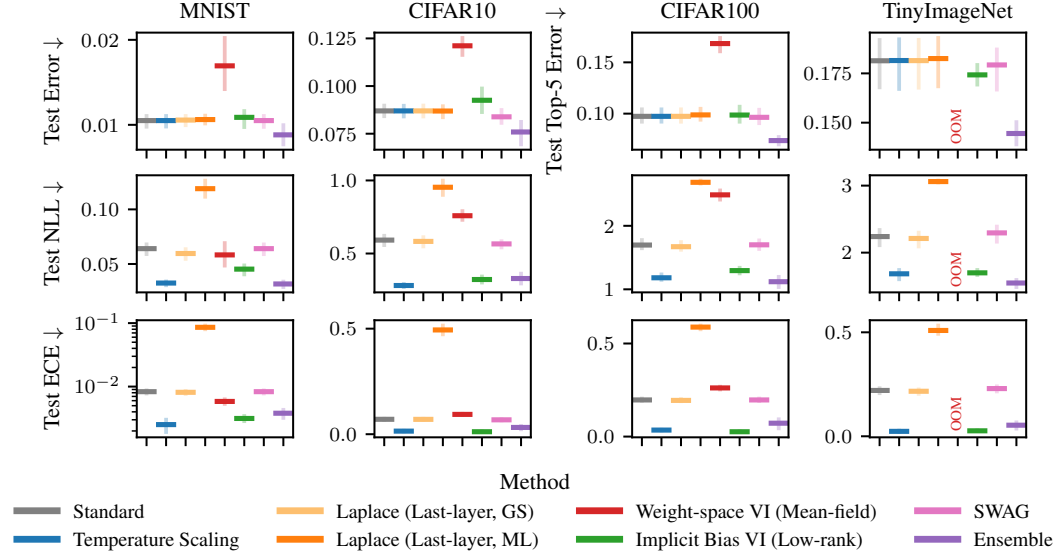 MNIST CIFAR10 CIFAR100 TinyImageNet
Test Error ↓
0.02
0.01
0.125
0.100
0.075
Test Top-5 Error ↓
0.15
0.10
0.175
0.150
OOM
Test NLL ↓
0.10
0.05
1.0
0.5
2
1
3
2
OOM
Test ECE ↓
10⁻¹
10⁻²
0.5
0.0
0.5
0.0
0.5
0.0
OOM
Method
Standard Laplace (Last-layer, GS) Weight-space VI (Mean-field) SWAG
Temperature Scaling Laplace (Last-layer, ML) Implicit Bias VI (Low-rank) Ensemble